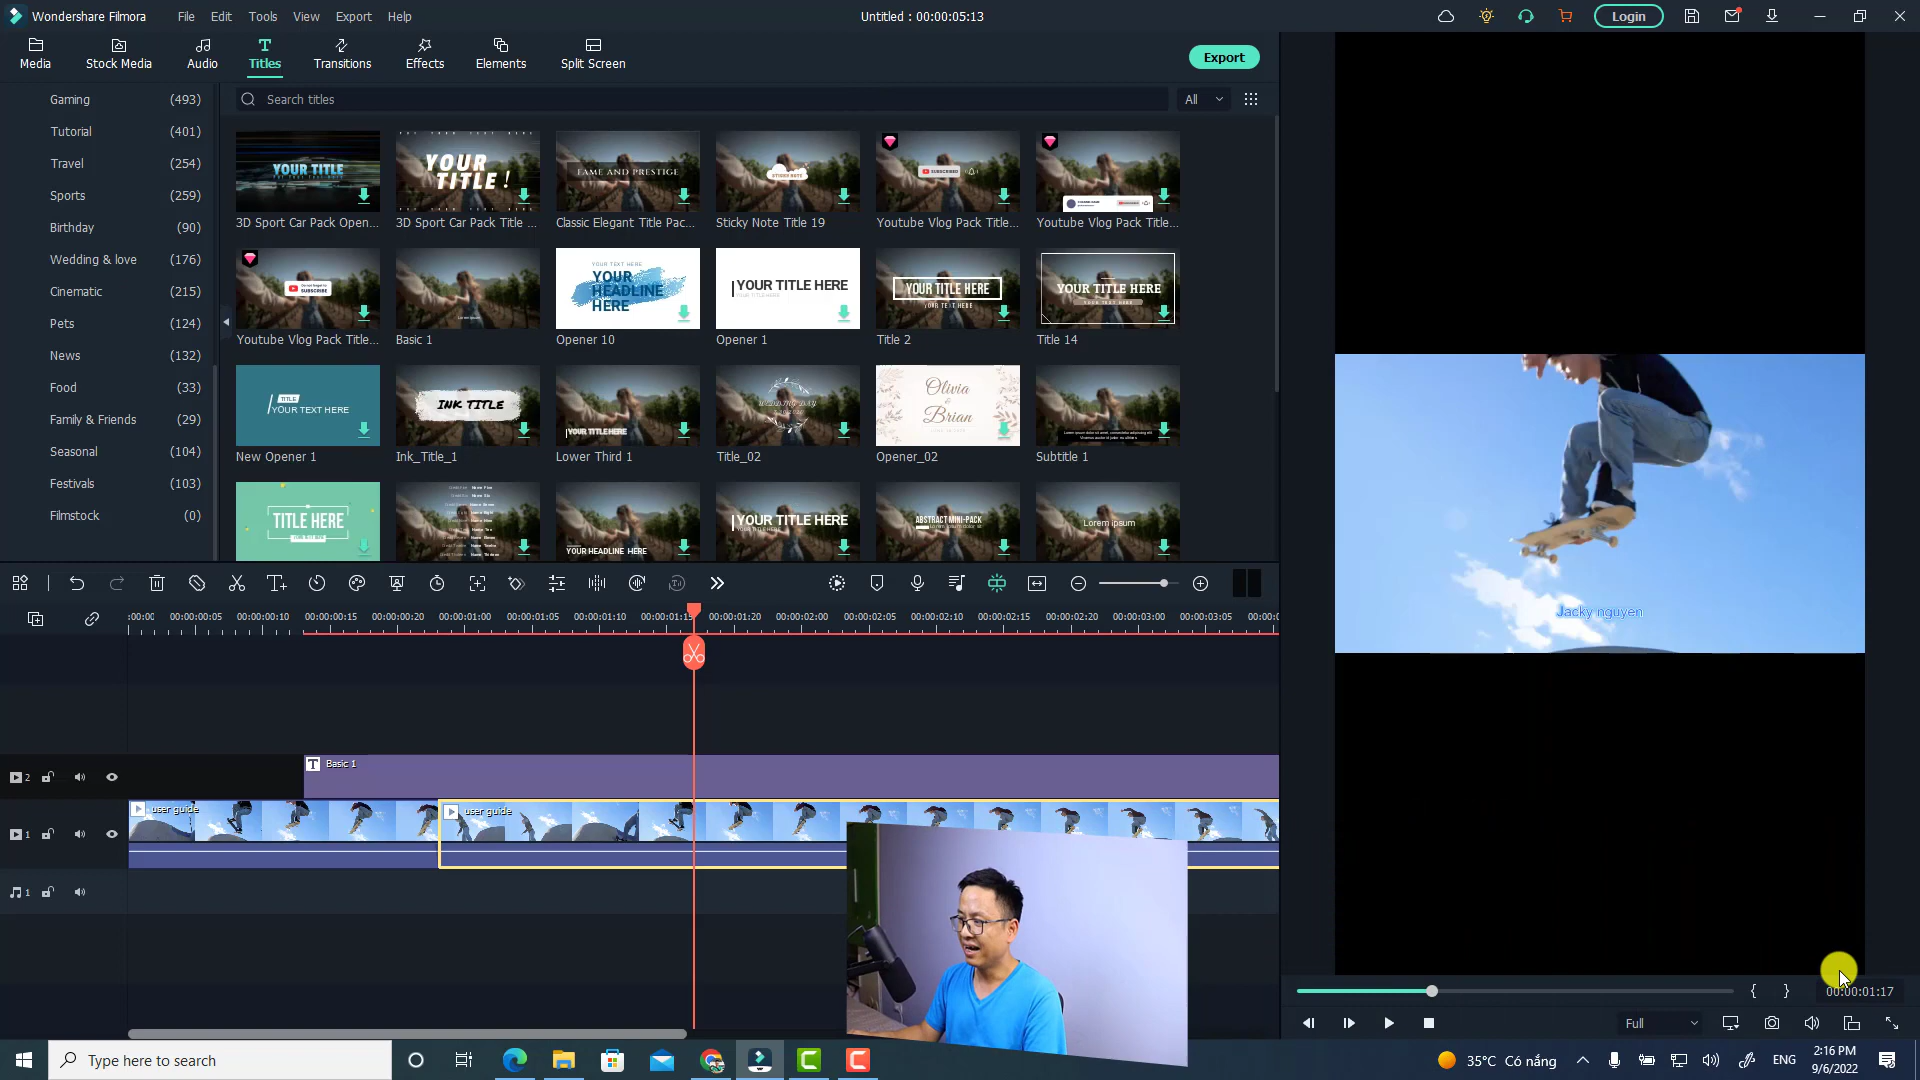 Wondershare Filmora
File Edit Tools View Export Help
Untitled : 00:00:05:13
Login
Media Stock Media Audio Titles Transitions Effects Elements Split Screen
Export
Gaming (493)
Tutorial (401)
Travel (254)
Sports (259)
Birthday (90)
Wedding & love (176)
Cinematic (215)
Pets (124)
News (132)
Food (33)
Family & Friends (29)
Seasonal (104)
Festivals (103)
Filmstock (0)
Search titles
All
YOUR TITLE
YOUR TITLE !
FAME AND PRESTIGE
STICKY NOTE
SUBSCRIBED
3D Sport Car Pack Open...
3D Sport Car Pack Title ...
Classic Elegant Title Pac...
Sticky Note Title 19
Youtube Vlog Pack Title...
Youtube Vlog Pack Title...
SUBSCRIBE
YOUR TEXT HERE
YOUR HEADLINE HERE
YOUR TITLE HERE
YOUR TITLE HERE
YOUR TEXT HERE
YOUR TITLE HERE
Youtube Vlog Pack Title...
Basic 1
Opener 10
Opener 1
Title 2
Title 14
TITLE
YOUR TEXT HERE
INK TITLE
YOUR TITLE HERE
WEDDING DAY
Olivia & Brian
New Opener 1
Ink_Title_1
Lower Third 1
Title_02
Opener_02
Subtitle 1
TITLE HERE
YOUR HEADLINE HERE
YOUR TITLE HERE
ABSTRACT MINI-PACK
Lorem ipsum
:00:00 00:00:00:05 00:00:00:10 00:00:00:15 00:00:00:20 00:00:01:00 00:00:01:05 00:00:01:10 00:00:01:15 00:00:01:20 00:00:02:00 00:00:02:05 00:00:02:10 00:00:02:15 00:00:02:20 00:00:03:00 00:00:03:05 00:00:0
2
T Basic 1
1
user guide
user guide
1
Jacky nguyen
{ } 00:00:01:17
Full
Type here to search
35°C Có nắng
ENG
2:16 PM
9/6/2022